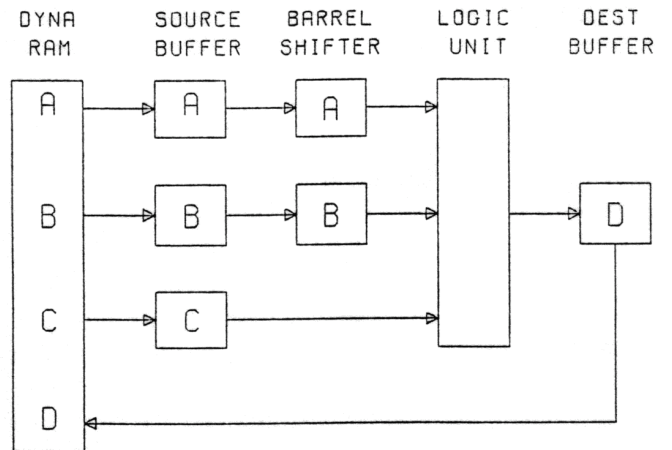 DYNA SOURCE BARREL LOGIC DEST
RAM BUFFER SHIFTER UNIT BUFFER
A A A
B B B D
C C
D